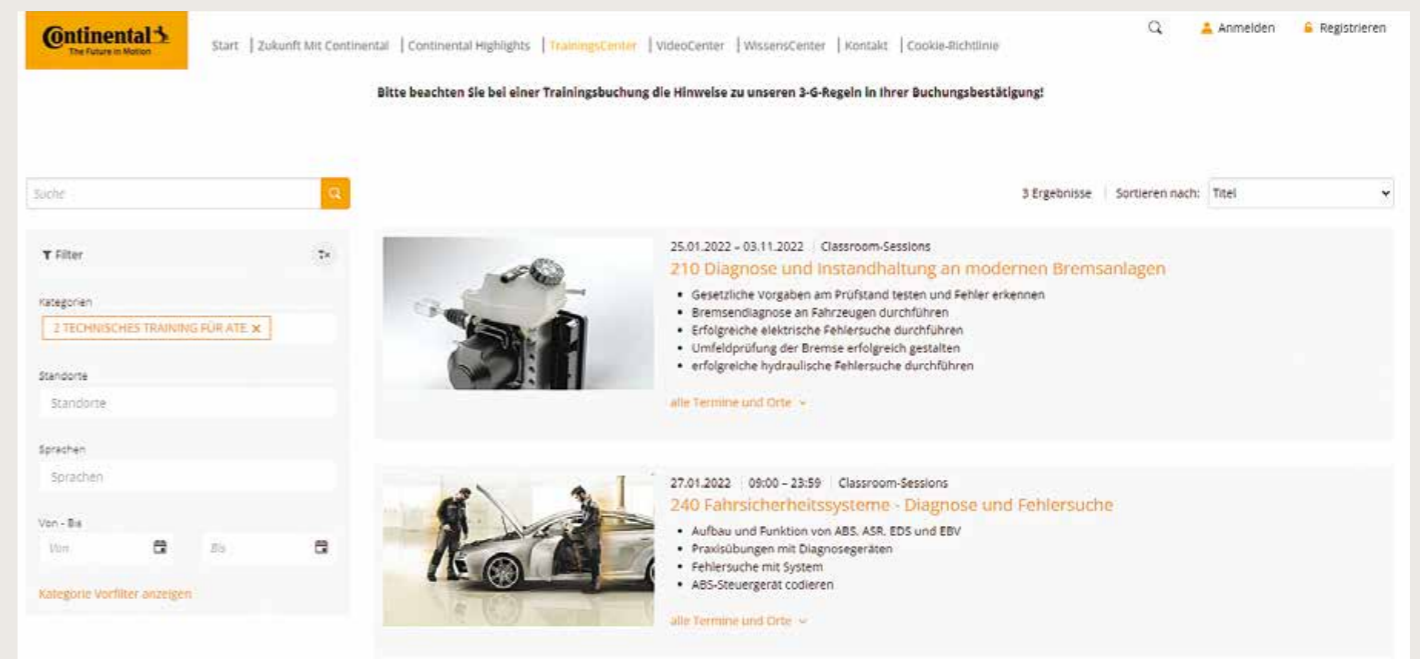 Continental
The Future in Motion
Start | Zukunft Mit Continental | Continental Highlights | TrainingsCenter | VideoCenter | WissensCenter | Kontakt | Cookie-Richtlinie
Anmelden
Registrieren
Bitte beachten Sie bei einer Trainingsbuchung die Hinweise zu unseren 3-G-Regeln in Ihrer Buchungsbestätigung!
Suche
3 Ergebnisse | Sortieren nach: Titel
Filter
Kategorien
2 TECHNISCHES TRAINING FÜR ATE ×
Standorte
Standorte
Sprachen
Sprachen
Von - Bis
Von
Bis
Kategorie Vorfilter anzeigen
25.01.2022 – 03.11.2022 | Classroom-Sessions
210 Diagnose und Instandhaltung an modernen Bremsanlagen
• Gesetzliche Vorgaben am Prüfstand testen und Fehler erkennen
• Bremsendiagnose an Fahrzeugen durchführen
• Erfolgreiche elektrische Fehlersuche durchführen
• Umfeldprüfung der Bremse erfolgreich gestalten
• erfolgreiche hydraulische Fehlersuche durchführen
alle Termine und Orte
27.01.2022 | 09:00 – 23:59 | Classroom-Sessions
240 Fahrsicherheitssysteme - Diagnose und Fehlersuche
• Aufbau und Funktion von ABS, ASR, EDS und EBV
• Praxisübungen mit Diagnosegeräten
• Fehlersuche mit System
• ABS-Steuergerät codieren
alle Termine und Orte